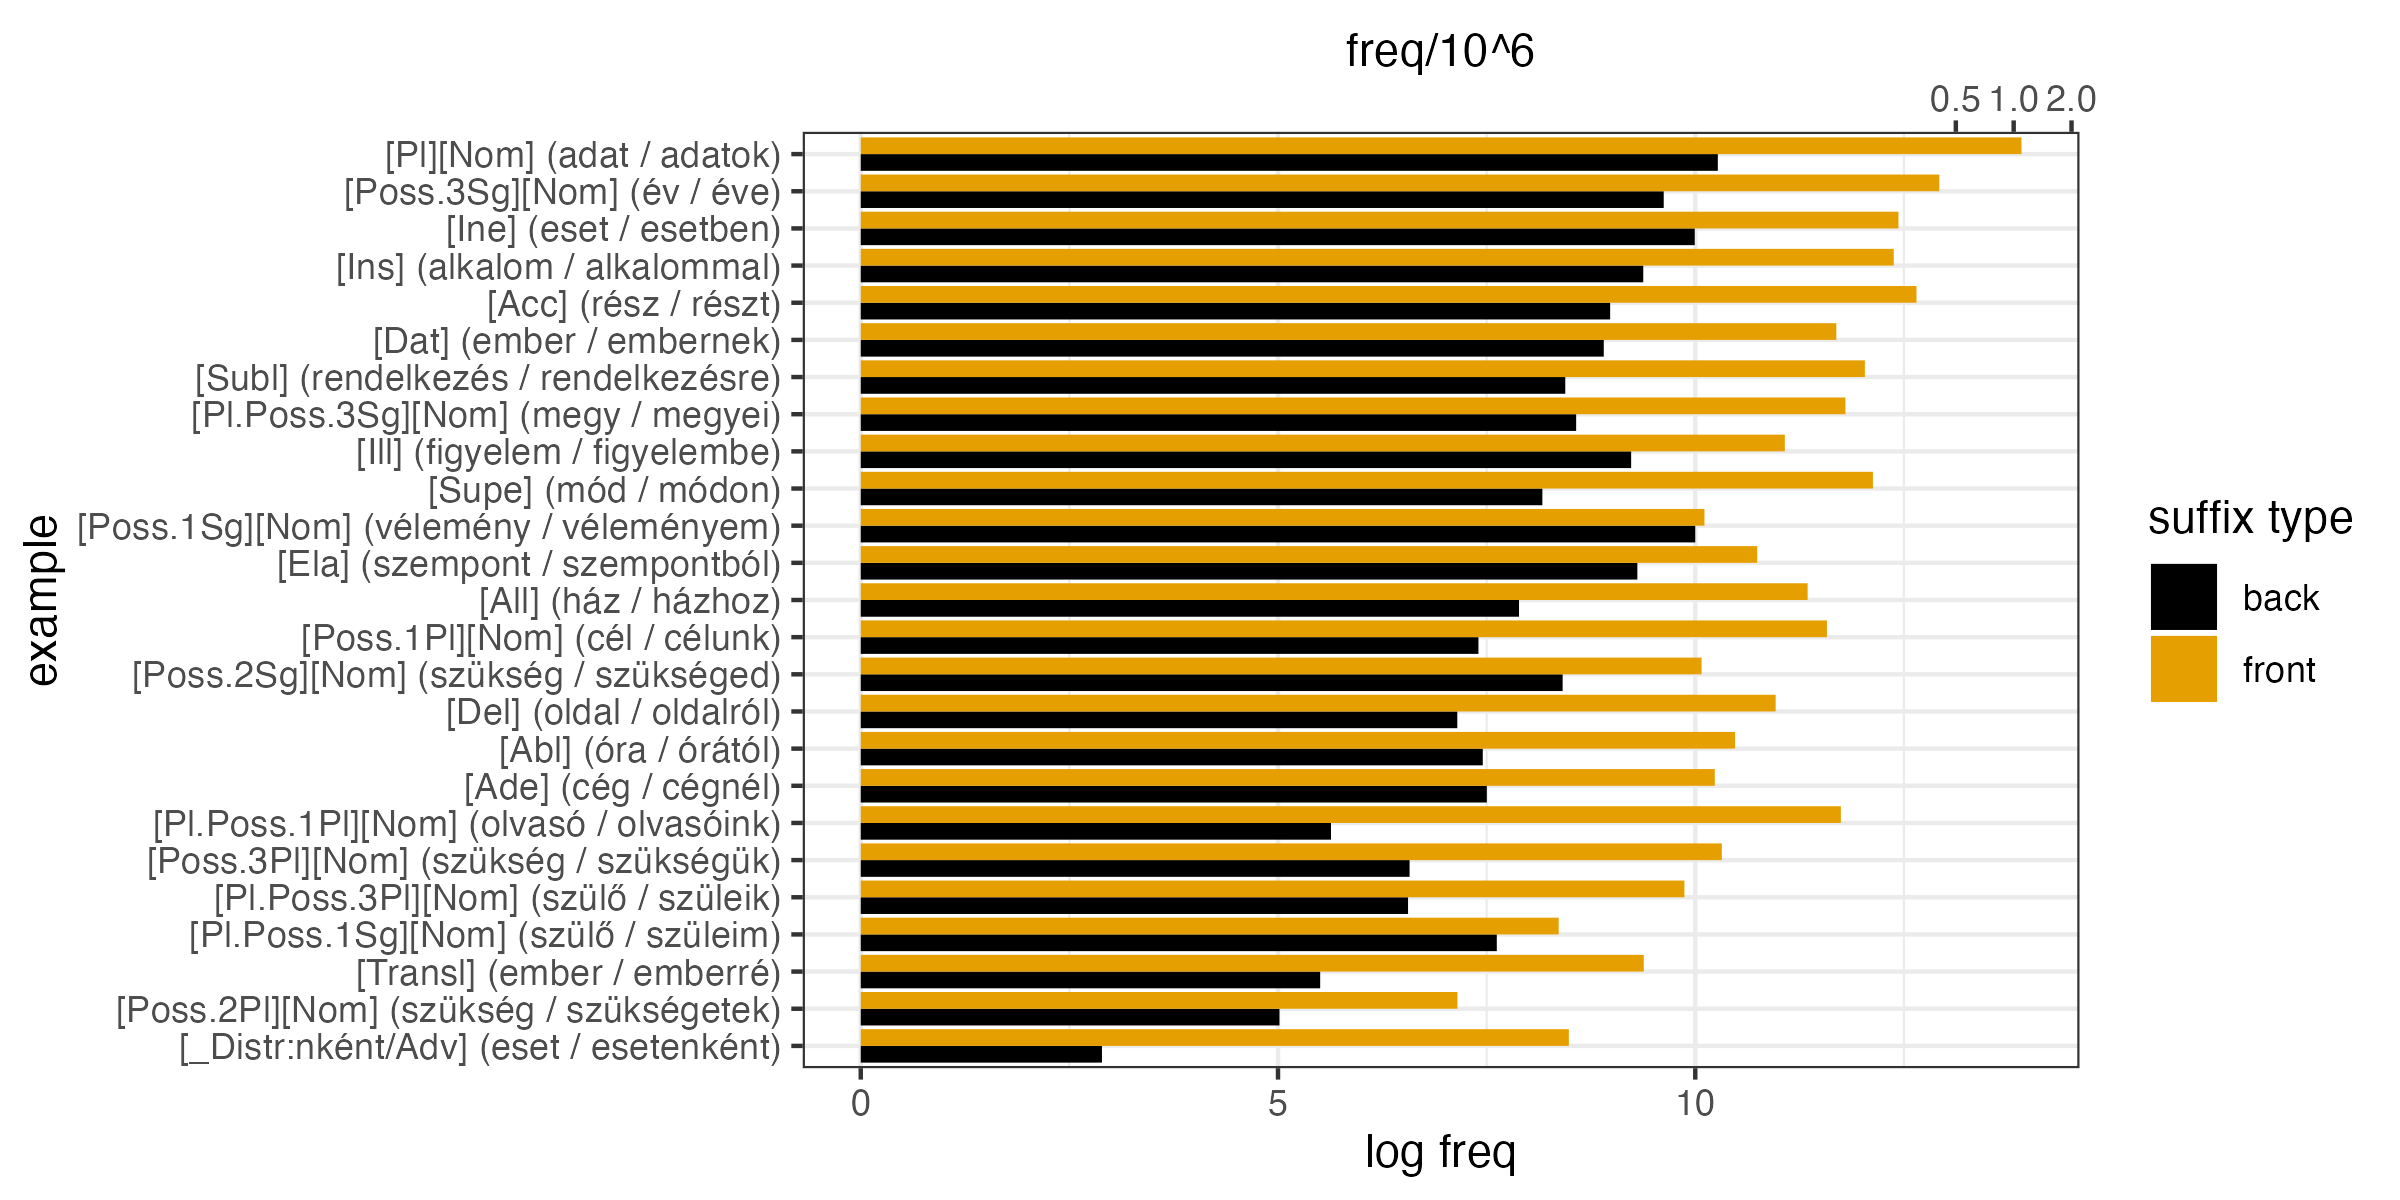 freq/10^6
0.5 1.0 2.0
[Pl][Nom] (adat / adatok)
[Poss.3Sg][Nom] (év / éve)
[Ine] (eset / esetben)
[Ins] (alkalom / alkalommal)
[Acc] (rész / részt)
[Dat] (ember / embernek)
[Subl] (rendelkezés / rendelkezésre)
[Pl.Poss.3Sg][Nom] (megy / megyei)
[Ill] (figyelem / figyelembe)
[Supe] (mód / módon)
[Poss.1Sg][Nom] (vélemény / véleményem)
[Ela] (szempont / szempontból)
[All] (ház / házhoz)
[Poss.1Pl][Nom] (cél / célunk)
[Poss.2Sg][Nom] (szükség / szükséged)
[Del] (oldal / oldalról)
[Abl] (óra / órától)
[Ade] (cég / cégnél)
[Pl.Poss.1Pl][Nom] (olvasó / olvasóink)
[Poss.3Pl][Nom] (szükség / szükségük)
[Pl.Poss.3Pl][Nom] (szülő / szüleik)
[Pl.Poss.1Sg][Nom] (szülő / szüleim)
[Transl] (ember / emberré)
[Poss.2Pl][Nom] (szükség / szükségetek)
[_Distr:nként/Adv] (eset / esetenként)
example
0 5 10
log freq
suffix type
back
front